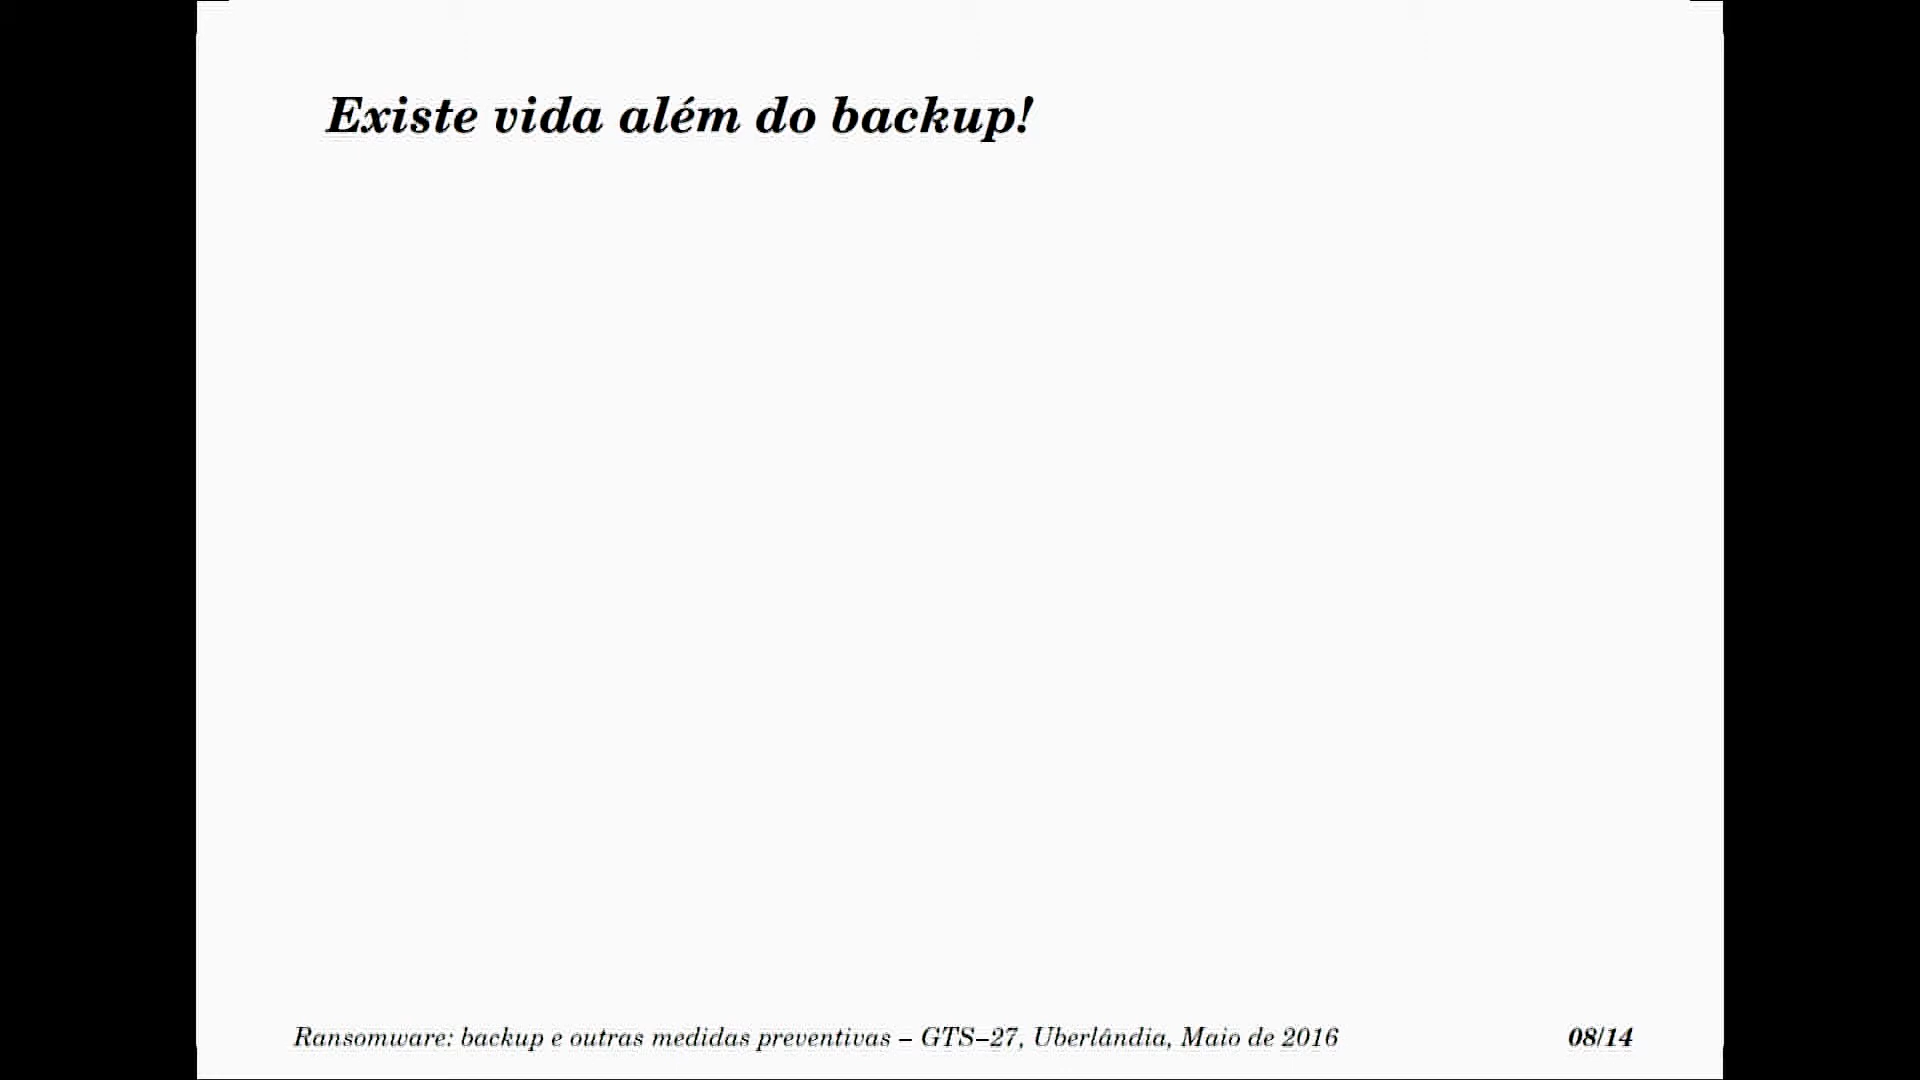 Existe vida além do backup!
Ransomware: backup e outras medidas preventivas – GTS–27, Uberlândia, Maio de 2016
08/14